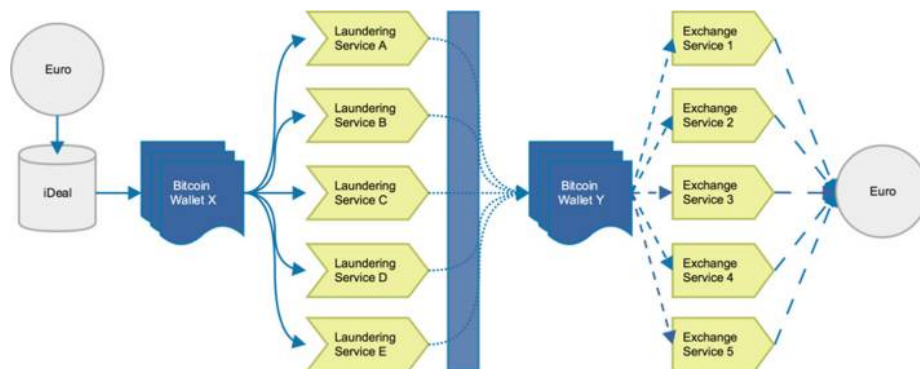 Euro
iDeal
Bitcoin
Wallet X
Laundering
Service A
Laundering
Service B
Laundering
Service C
Laundering
Service D
Laundering
Service E
Bitcoin
Wallet Y
Exchange
Service 1
Exchange
Service 2
Exchange
Service 3
Exchange
Service 4
Exchange
Service 5
Euro